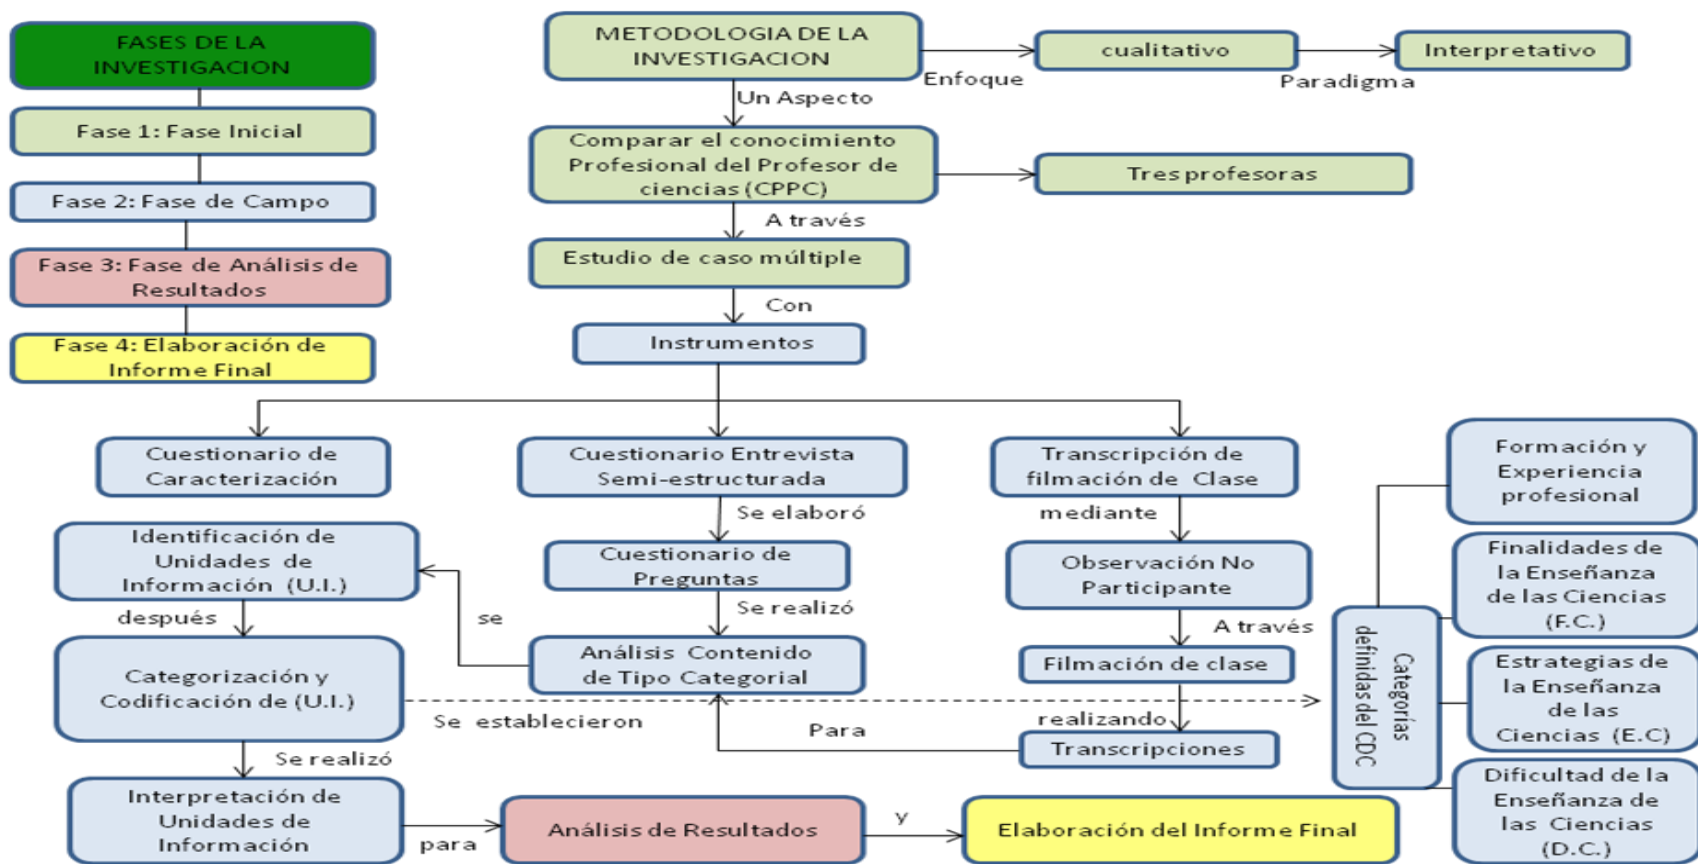 FASES DE LA
INVESTIGACION
Fase 1: Fase Inicial
Fase 2: Fase de Campo
Fase 3: Fase de Análisis de
Resultados
Fase 4: Elaboración de
Informe Final
METODOLOGIA DE LA
INVESTIGACION
Enfoque
cualitativo
Paradigma
Interpretativo
Un Aspecto
Comparar el conocimiento
Profesional del Profesor de
ciencias (CPPC)
Tres profesoras
A través
Estudio de caso múltiple
Con
Instrumentos
Cuestionario de
Caracterización
Cuestionario Entrevista
Semi-estructurada
Se elaboró
Cuestionario de
Preguntas
Se realizó
Análisis Contenido
de Tipo Categorial
se
Transcripción de
filmación de Clase
mediante
Observación No
Participante
A través
Filmación de clase
realizando
Transcripciones
Para
Identificación de
Unidades de
Información (U.I.)
después
Categorización y
Codificación de (U.I.)
Se establecieron
Categorías
definidas del CDC
Formación y
Experiencia
profesional
Finalidades de
la Enseñanza
de las Ciencias
(F.C.)
Estrategias de
la Enseñanza
de las
Ciencias (E.C)
Dificultad de la
Enseñanza de
las Ciencias
(D.C.)
Se realizó
Interpretación de
Unidades de
Información
para
Análisis de Resultados
y
Elaboración del Informe Final